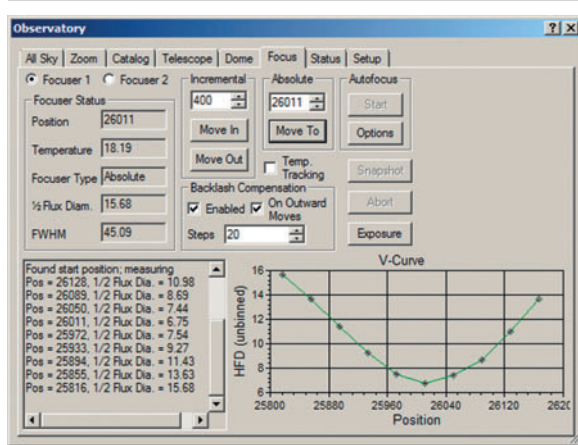 Observatory
All Sky Zoom Catalog Telescope Dome Focus Status Setup
Focuser 1 Focuser 2
Focuser Status
Position 26011
Temperature 18.19
Focuser Type Absolute
½ Flux Diam. 15.68
FWHM 45.09
Incremental
400
Move In
Move Out
Absolute
26011
Move To
Temp. Tracking
Autofocus
Start
Options
Snapshot
Abort
Exposure
Backlash Compensation
Enabled On Outward Moves
Steps 20
Found start position; measuring
Pos = 26128, 1/2 Flux Dia. = 10.98
Pos = 26089, 1/2 Flux Dia. = 8.69
Pos = 26050, 1/2 Flux Dia. = 7.44
Pos = 26011, 1/2 Flux Dia. = 6.75
Pos = 25972, 1/2 Flux Dia. = 7.54
Pos = 25933, 1/2 Flux Dia. = 9.27
Pos = 25894, 1/2 Flux Dia. = 11.43
Pos = 25855, 1/2 Flux Dia. = 13.63
Pos = 25816, 1/2 Flux Dia. = 15.68
V-Curve
HFD (unbinned)
16
14
12
10
8
6
25800 25880 25960 26040 26120 2620
Position